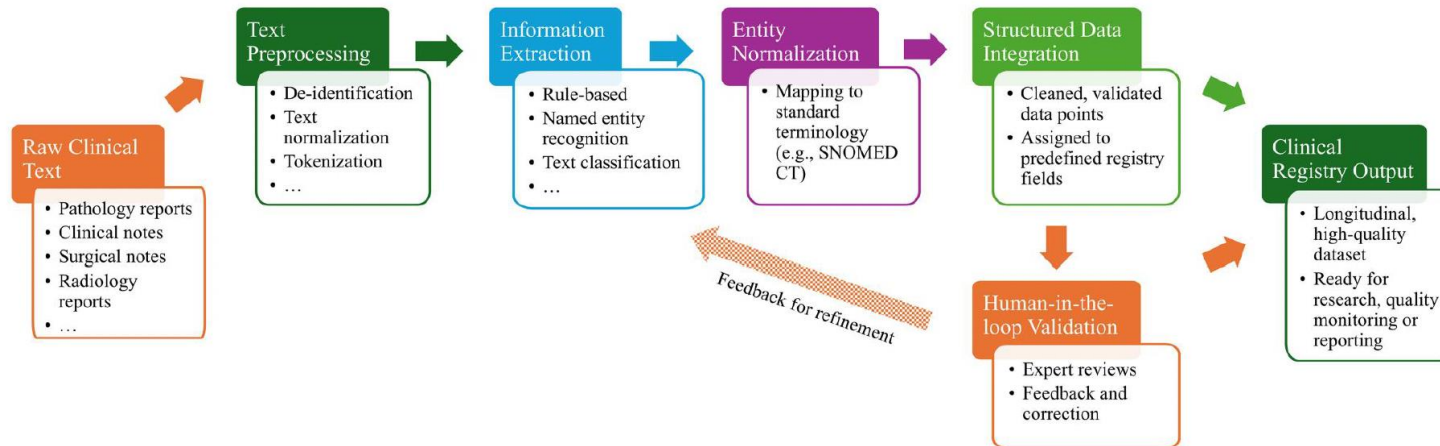 Raw Clinical
Text
• Pathology reports
• Clinical notes
• Surgical notes
• Radiology
reports
• …
Text
Preprocessing
• De-identification
• Text
normalization
• Tokenization
• …
Information
Extraction
• Rule-based
• Named entity
recognition
• Text classification
• …
Entity
Normalization
• Mapping to
standard
terminology
(e.g., SNOMED
CT)
Structured Data
Integration
• Cleaned, validated
data points
• Assigned to
predefined registry
fields
Human-in-the-
loop Validation
• Expert reviews
• Feedback and
correction
Feedback for refinement
Clinical
Registry Output
• Longitudinal,
high-quality
dataset
• Ready for
research, quality
monitoring or
reporting